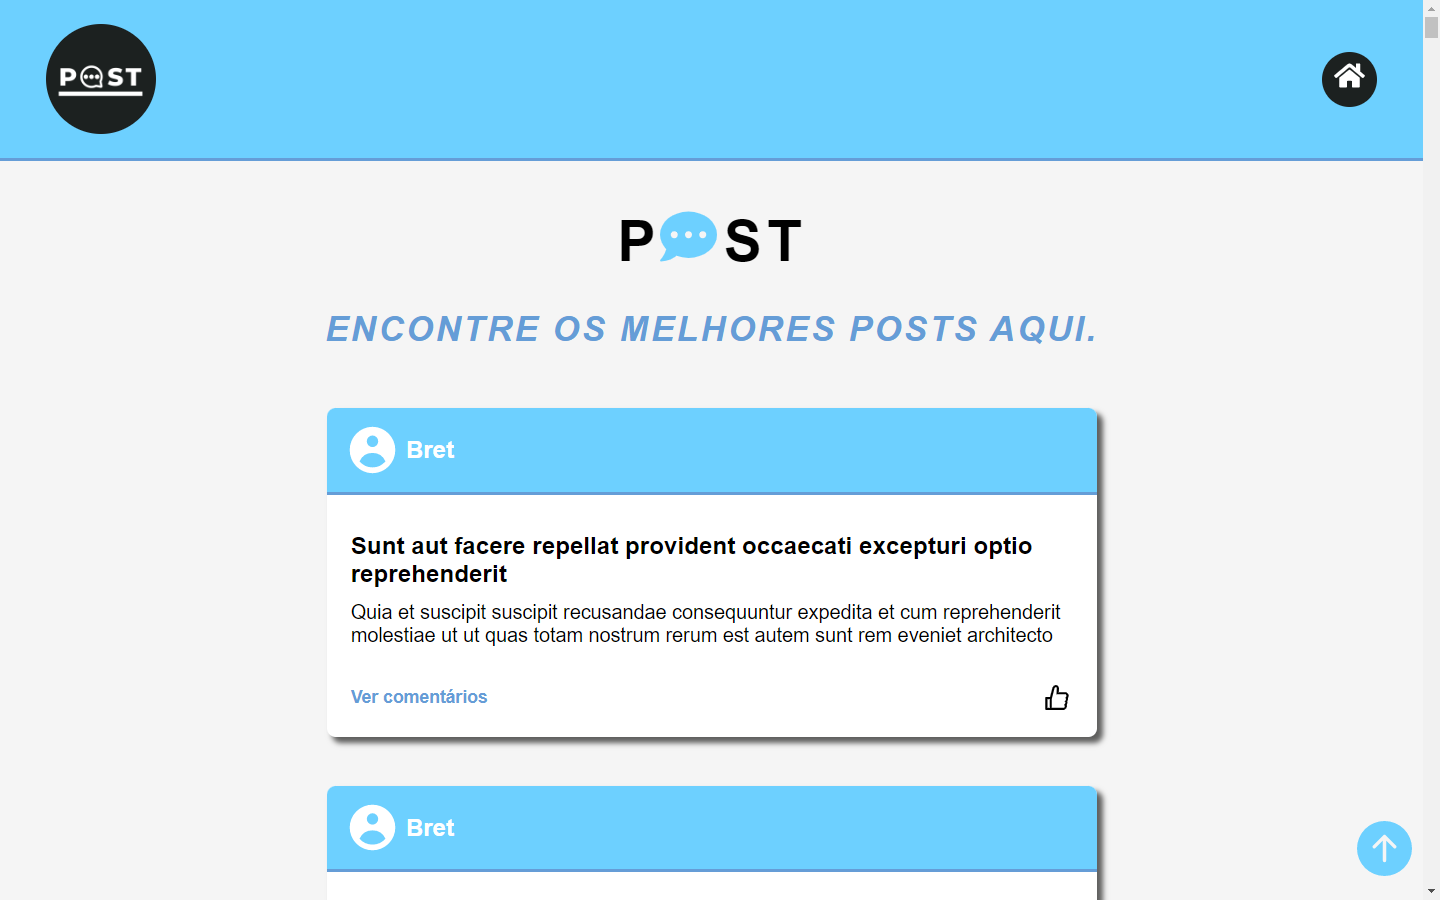 POST
P💬ST
ENCONTRE OS MELHORES POSTS AQUI.
Bret
Sunt aut facere repellat provident occaecati excepturi optio
reprehenderit
Quia et suscipit suscipit recusandae consequuntur expedita et cum reprehenderit
molestiae ut ut quas totam nostrum rerum est autem sunt rem eveniet architecto
Ver comentários
Bret